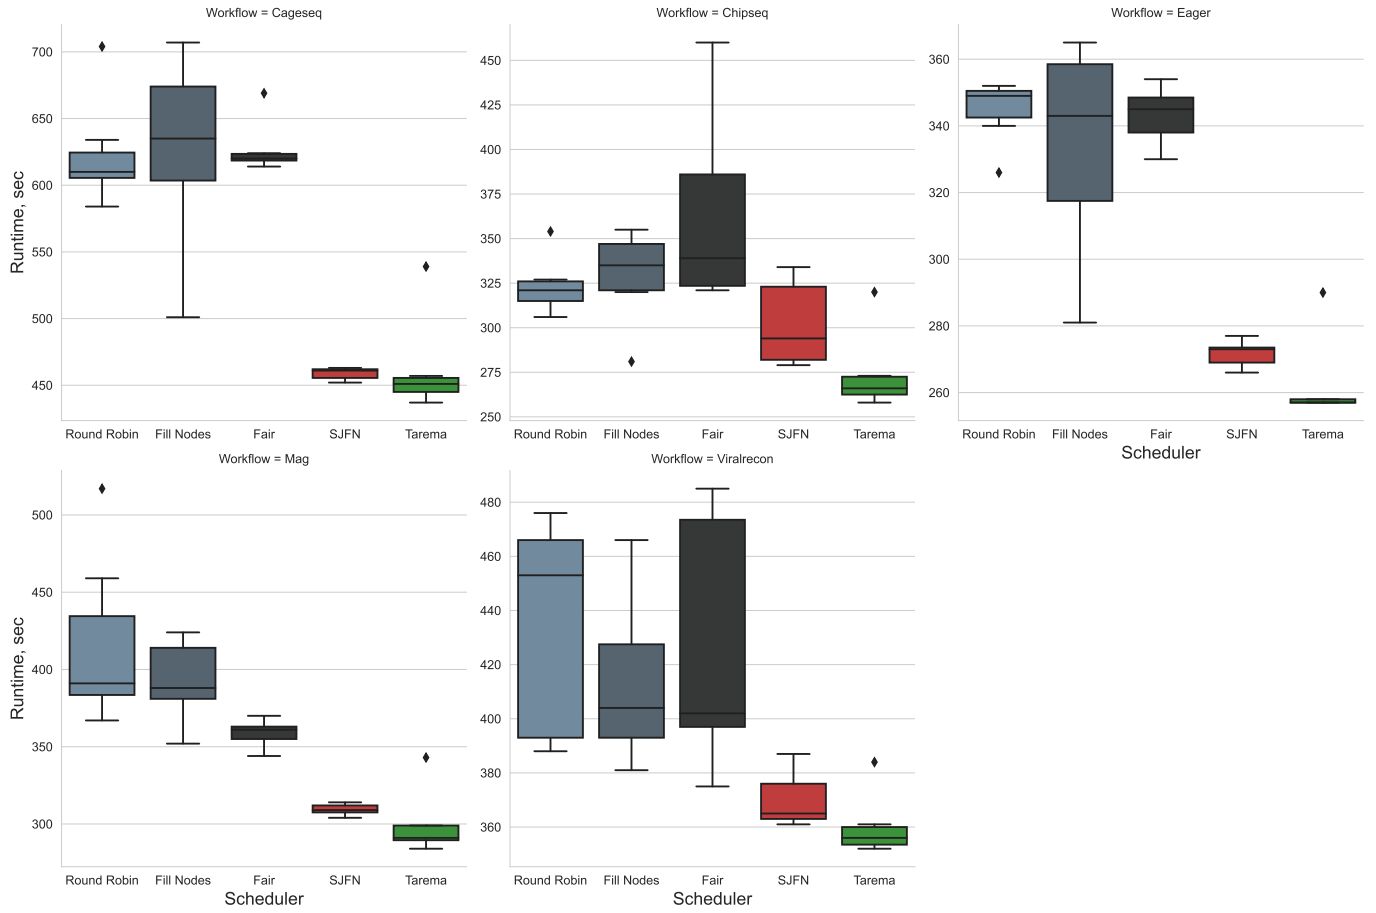 Workflow = Cageseq
Runtime, sec
700
650
600
550
500
450
Round Robin Fill Nodes Fair SJFN Tarema
Workflow = Chipseq
450
425
400
375
350
325
300
275
250
Round Robin Fill Nodes Fair SJFN Tarema
Workflow = Eager
360
340
320
300
280
260
Round Robin Fill Nodes Fair SJFN Tarema
Scheduler
Workflow = Mag
Runtime, sec
500
450
400
350
300
Round Robin Fill Nodes Fair SJFN Tarema
Scheduler
Workflow = Viralrecon
480
460
440
420
400
380
360
Round Robin Fill Nodes Fair SJFN Tarema
Scheduler